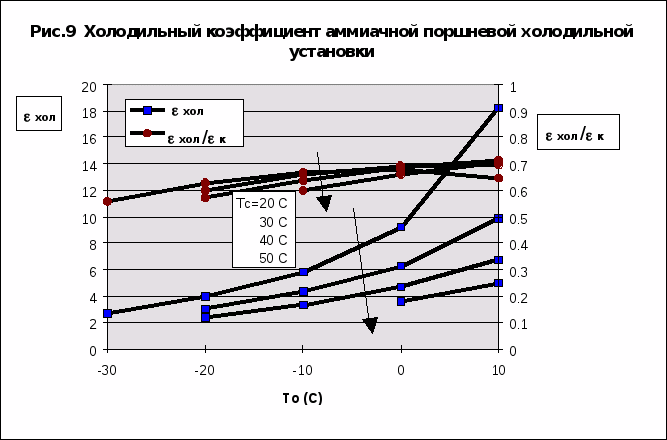 Рис.9 Холодильный коэффициент аммиачной поршневой холодильной
установки
ε хол
ε хол/ε к
ε хол
ε хол/ε к
20
18
16
14
12
10
8
6
4
2
0
1
0.9
0.8
0.7
0.6
0.5
0.4
0.3
0.2
0.1
0
Tc=20 C
30 C
40 C
50 C
-30 -20 -10 0 10
To (C)